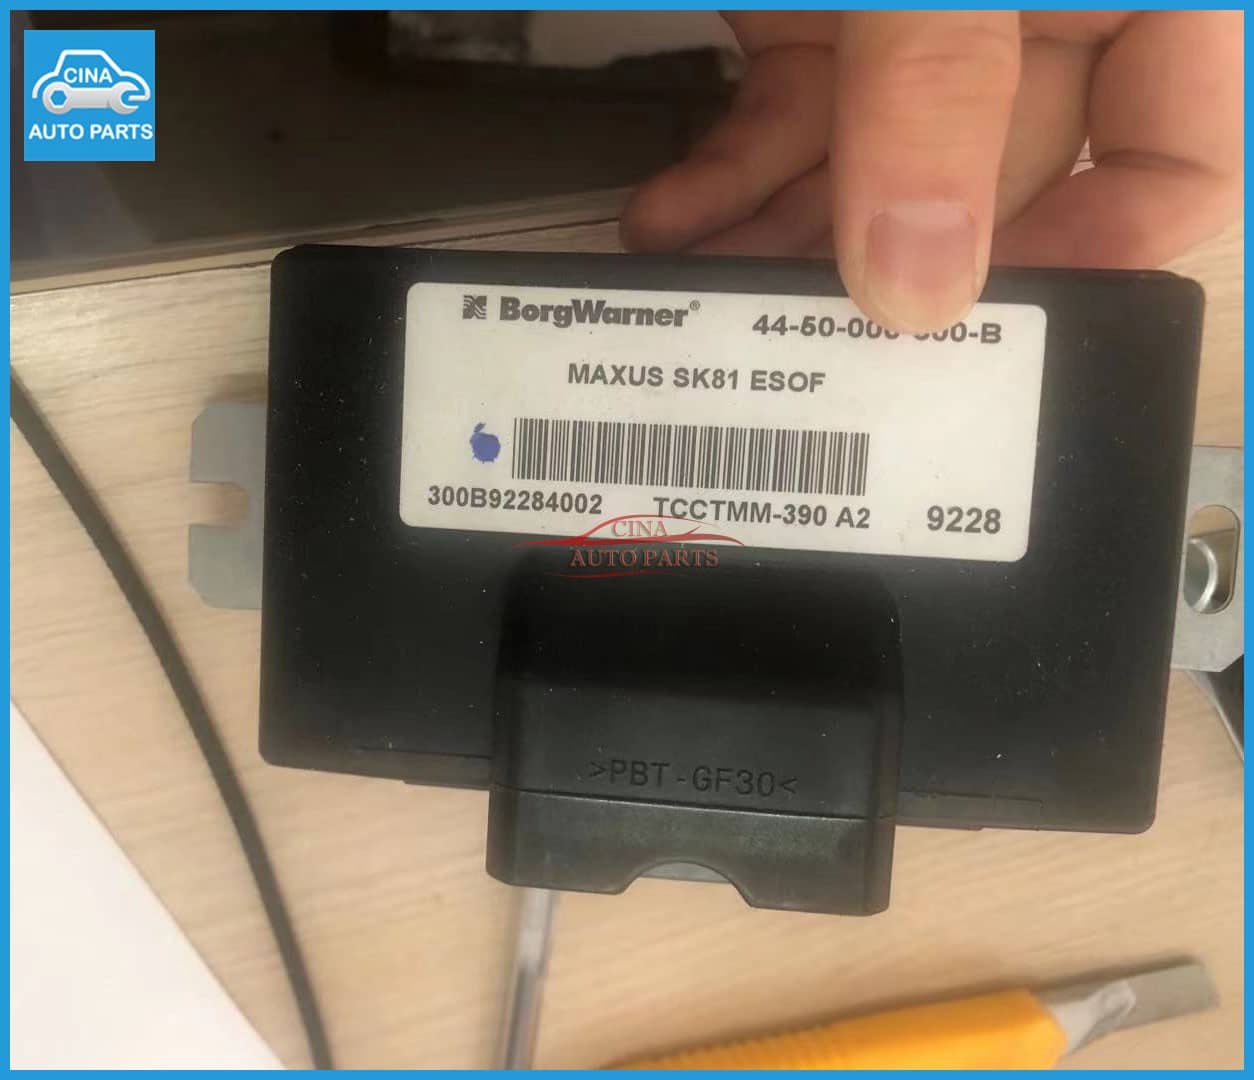 CINA
AUTO PARTS
BorgWarner®
MAXUS SK81 ESOF
300B92284002 TCCTMM-390 A2 9228
CINA
AUTO PARTS
>PBT-GF30<